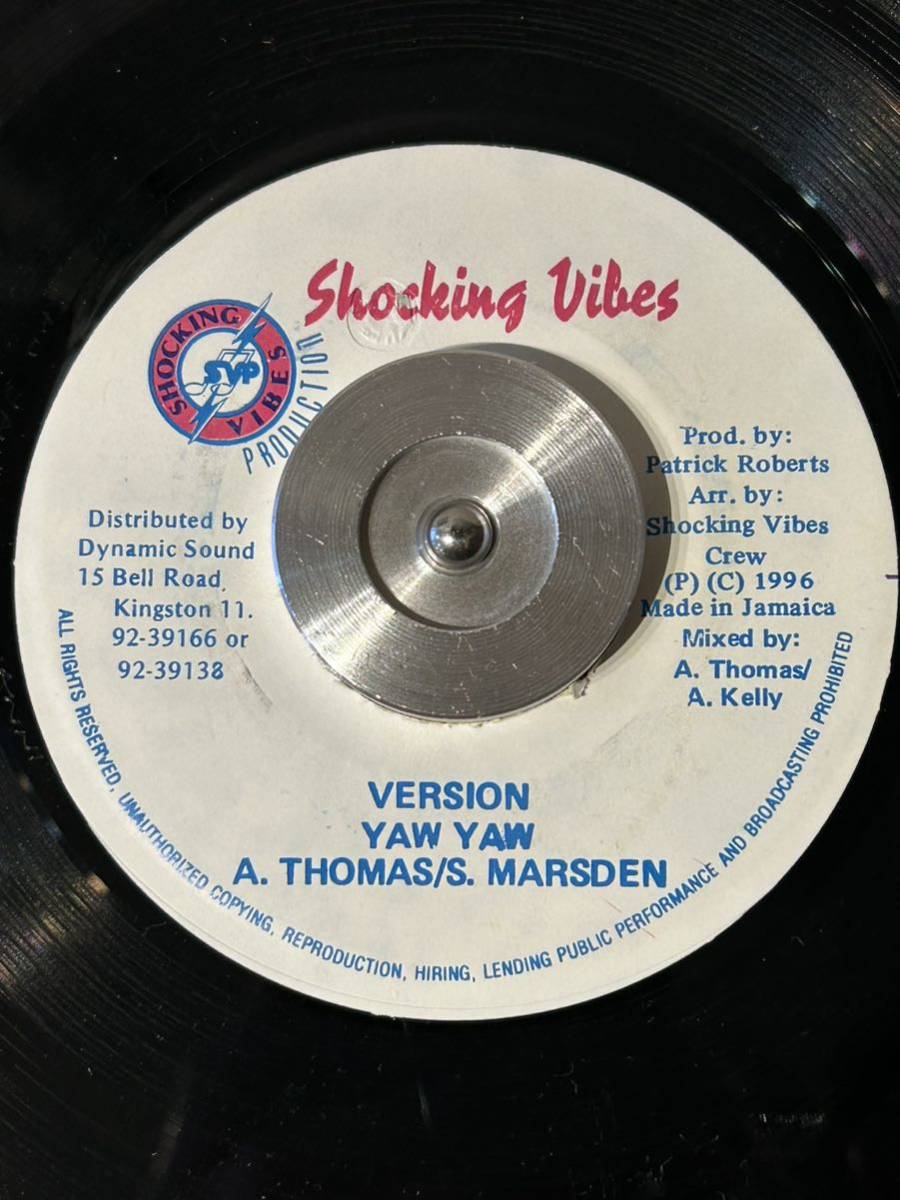 Shocking Vibes
SHOCKING VIBES
SVP
PRODUCTION
Distributed by
Dynamic Sound
15 Bell Road
Kingston 11.
92-39166 or
92-39138
Prod. by:
Patrick Roberts
Arr. by:
Shocking Vibes
Crew
(P) (C) 1996
Made in Jamaica
Mixed by:
A. Thomas/
A. Kelly
VERSION
YAW YAW
A. THOMAS/S. MARSDEN
ALL RIGHTS RESERVED, UNAUTHORIZED COPYING, REPRODUCTION, HIRING, LENDING PUBLIC PERFORMANCE AND BROADCASTING PROHIBITED